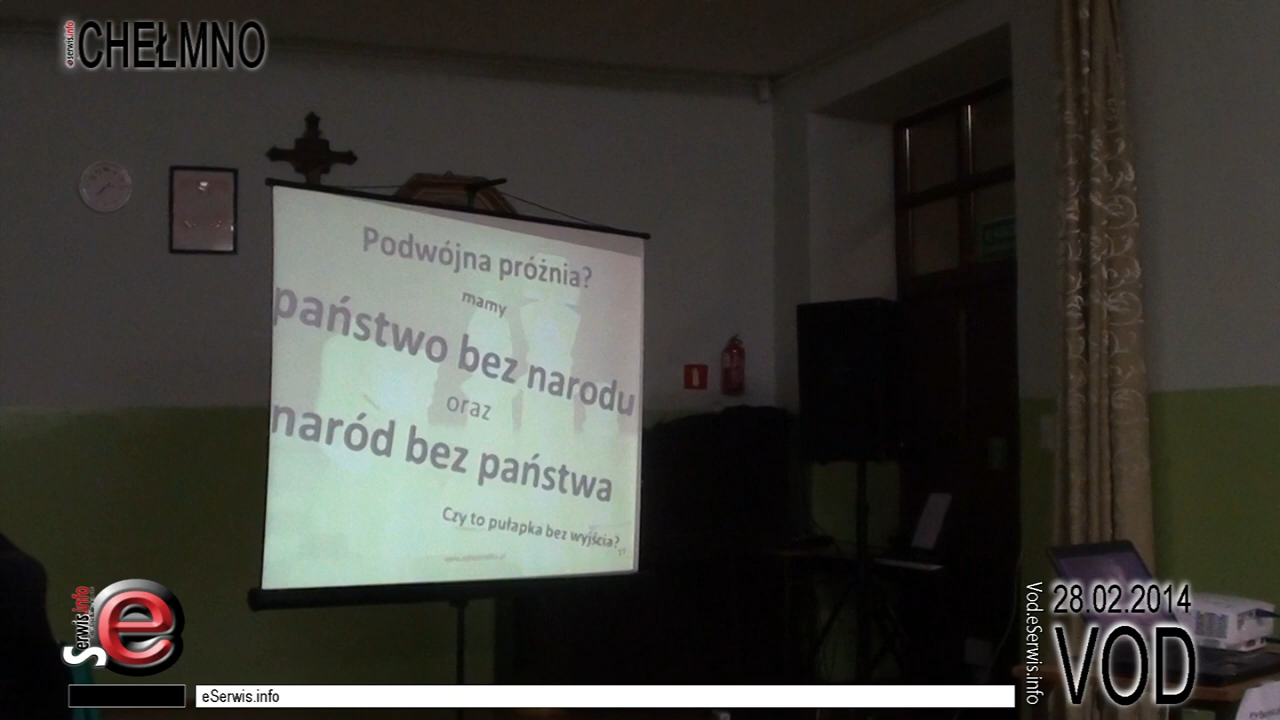 eserwis.info
CHEŁMNO
Podwójna próżnia?
mamy
państwo bez narodu
oraz
naród bez państwa
Czy to pułapka bez wyjścia?
serwis.info
e
eSerwis.info
Vod.eSerwis.info
28.02.2014
VOD